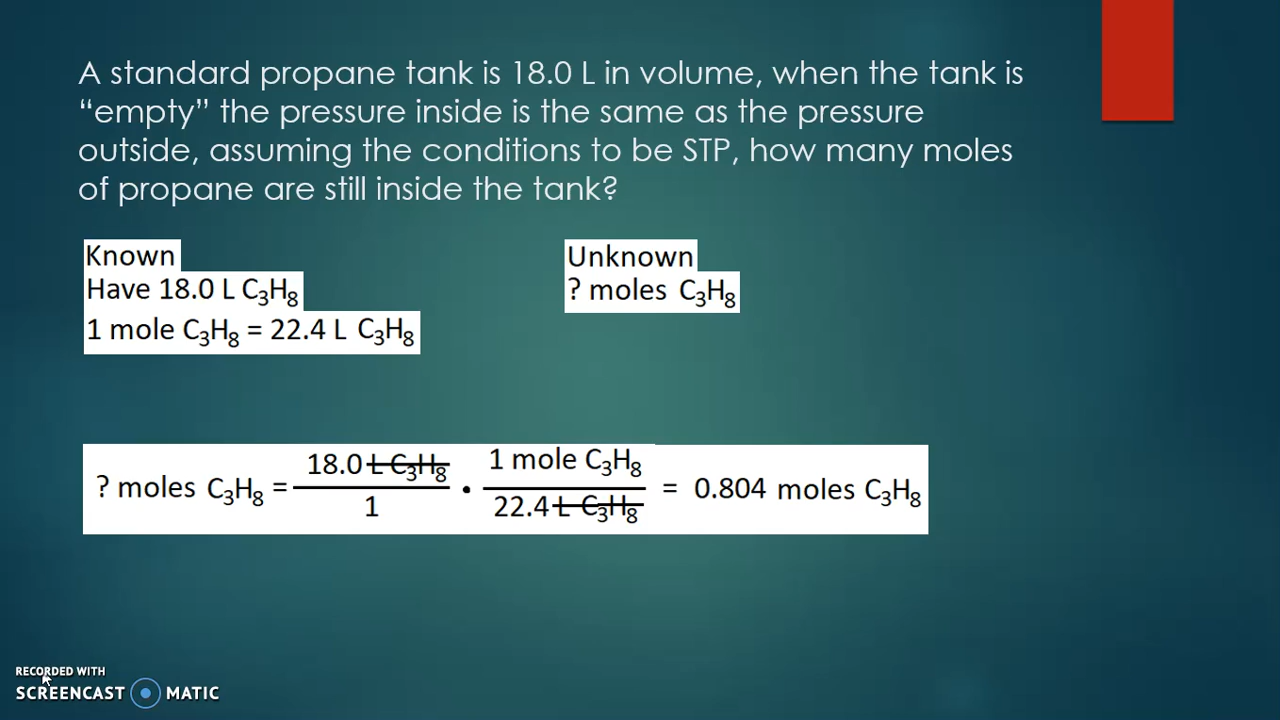 A standard propane tank is 18.0 L in volume, when the tank is
“empty” the pressure inside is the same as the pressure
outside, assuming the conditions to be STP, how many moles
of propane are still inside the tank?
Known
Have 18.0 L C₃H₈
1 mole C₃H₈ = 22.4 L C₃H₈
Unknown
? moles C₃H₈
? moles C₃H₈ = 18.0 L C₃H₈ / 1 • 1 mole C₃H₈ / 22.4 L C₃H₈ = 0.804 moles C₃H₈
RECORDED WITH
SCREENCAST MATIC